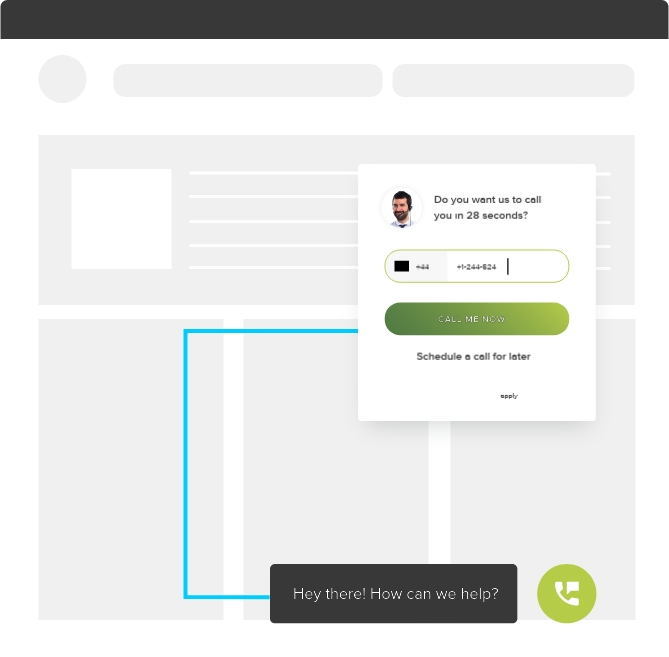 Do you want us to call
you in 28 seconds?
+44 +1-244-524
CALL ME NOW
Schedule a call for later
apply
Hey there! How can we help?